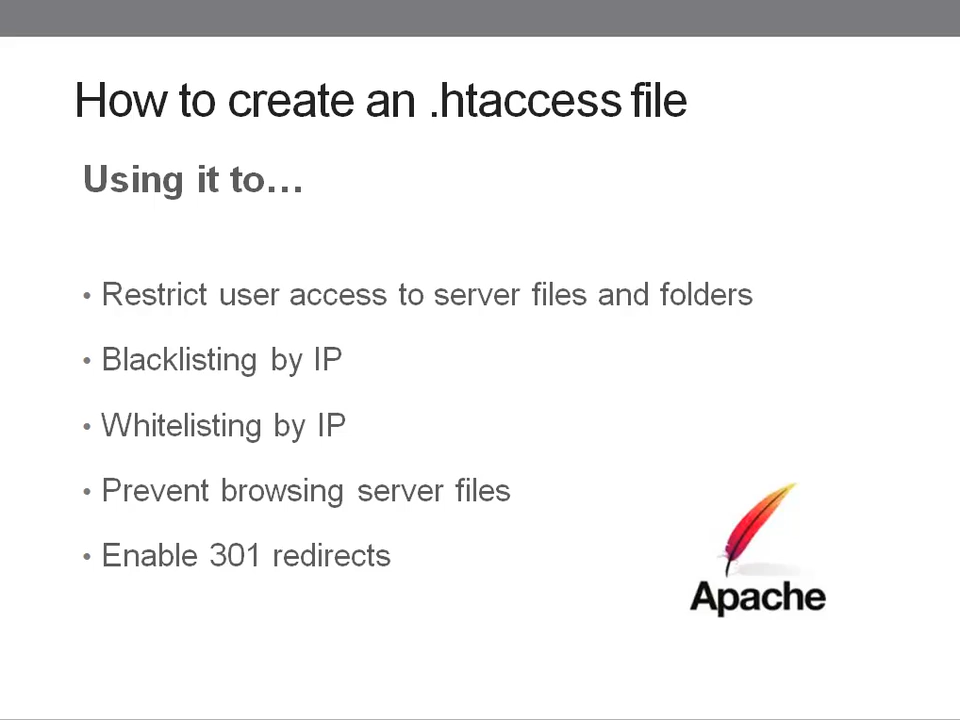 How to create an .htaccess file
Using it to…
• Restrict user access to server files and folders
• Blacklisting by IP
• Whitelisting by IP
• Prevent browsing server files
• Enable 301 redirects
Apache